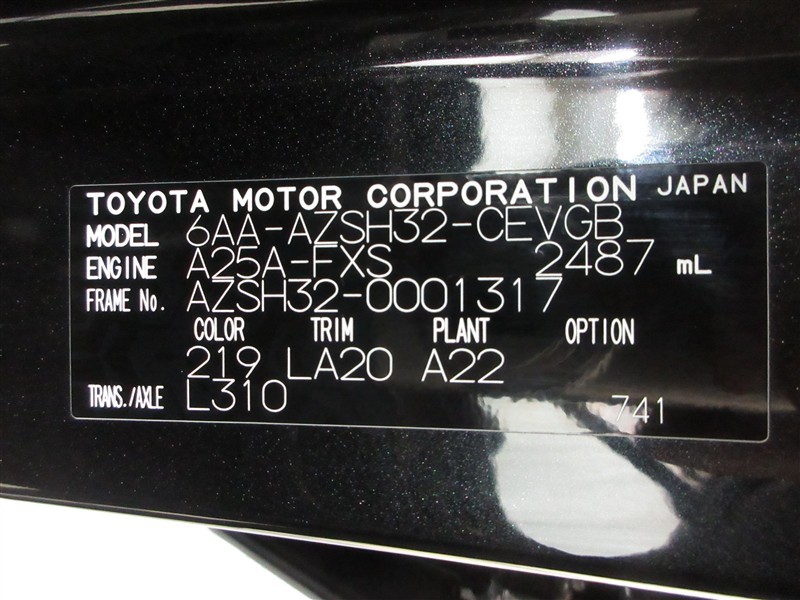 TOYOTA MOTOR CORPORATION JAPAN
MODEL 6AA-AZSH32-CEVGB
ENGINE A25A-FXS 2487 mL
FRAME No. AZSH32-0001317
COLOR TRIM PLANT OPTION
219 LA20 A22
TRANS./AXLE L310 741